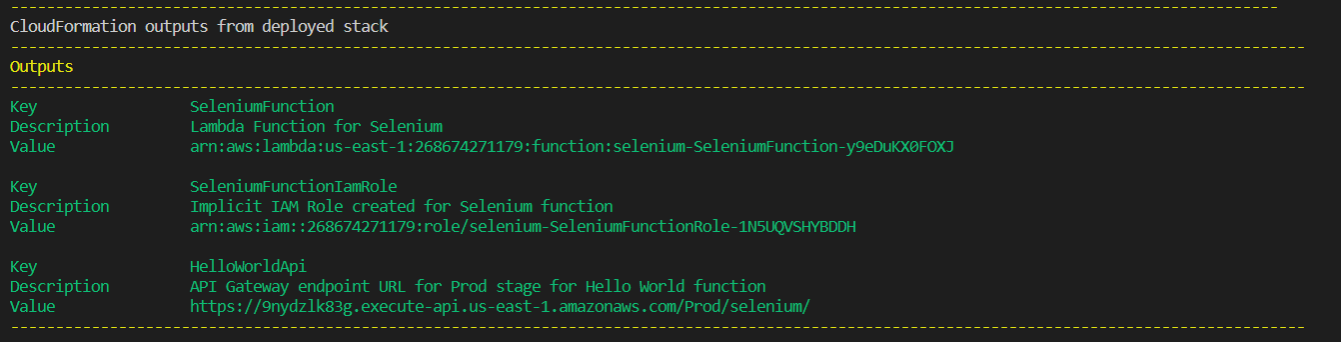 CloudFormation outputs from deployed stack
Outputs
Key SeleniumFunction
Description Lambda Function for Selenium
Value arn:aws:lambda:us-east-1:268674271179:function:selenium-SeleniumFunction-y9eDuKX0FOXJ
Key SeleniumFunctionIamRole
Description Implicit IAM Role created for Selenium function
Value arn:aws:iam::268674271179:role/selenium-SeleniumFunctionRole-1N5UQVSHYBDDH
Key HelloWorldApi
Description API Gateway endpoint URL for Prod stage for Hello World function
Value https://9nydzlk83g.execute-api.us-east-1.amazonaws.com/Prod/selenium/